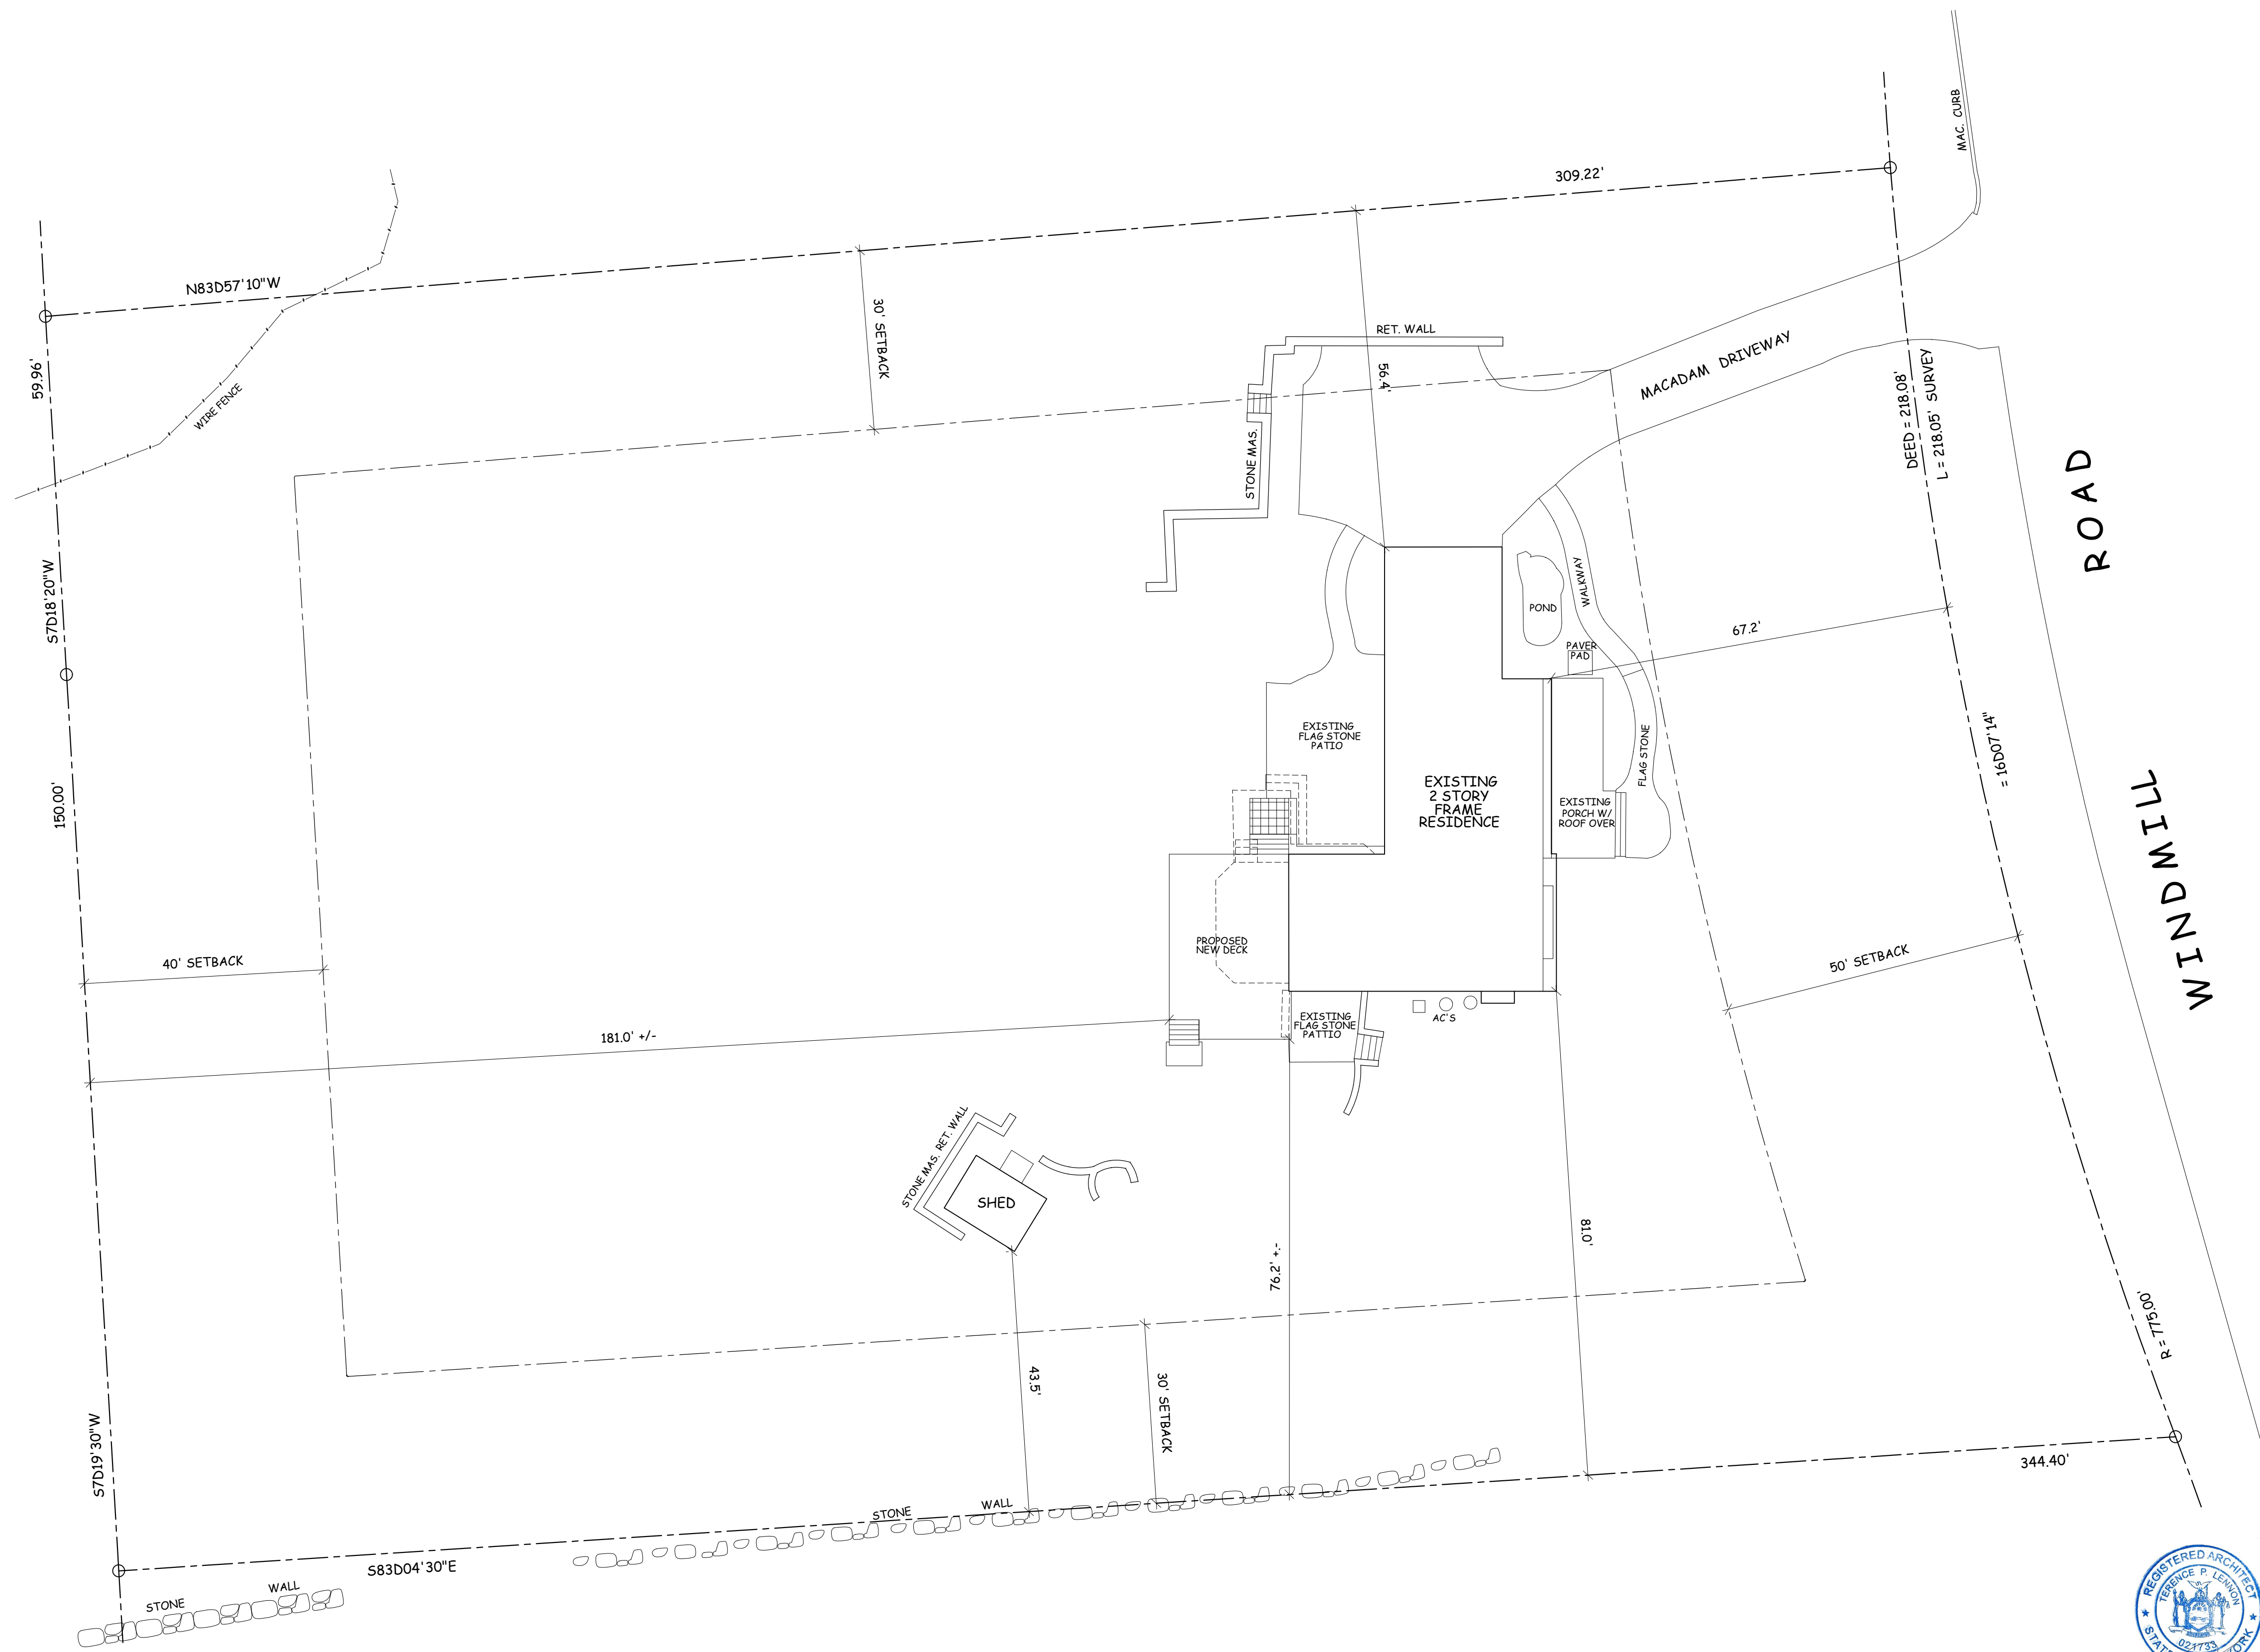 MAC. CURB
309.22'
N83D57'10"W
30' SETBACK
59.96'
WIRE FENCE
RET. WALL
56.4'
STONE MAS.
MACADAM DRIVEWAY
DEED = 218.08'
L = 218.05' SURVEY
ROAD
WINDMILL
S7D18'20"W
150.00'
WALKWAY
POND
PAVER
PAD
67.2'
EXISTING
FLAG STONE
PATIO
EXISTING
2 STORY
FRAME
RESIDENCE
FLAG STONE
EXISTING
PORCH W/
ROOF OVER
= 16D07'14"
40' SETBACK
PROPOSED
NEW DECK
50' SETBACK
181.0' +/-
EXISTING
FLAG STONE
PATTIO
AC'S
STONE MAS. RET. WALL
SHED
76.2' +.-
81.0'
43.5'
30' SETBACK
R = 775.00'
S7D19'30"W
344.40'
STONE WALL
S83D04'30"E
STONE WALL
REGISTERED ARCHITECT
TERENCE P. LENNON
021733